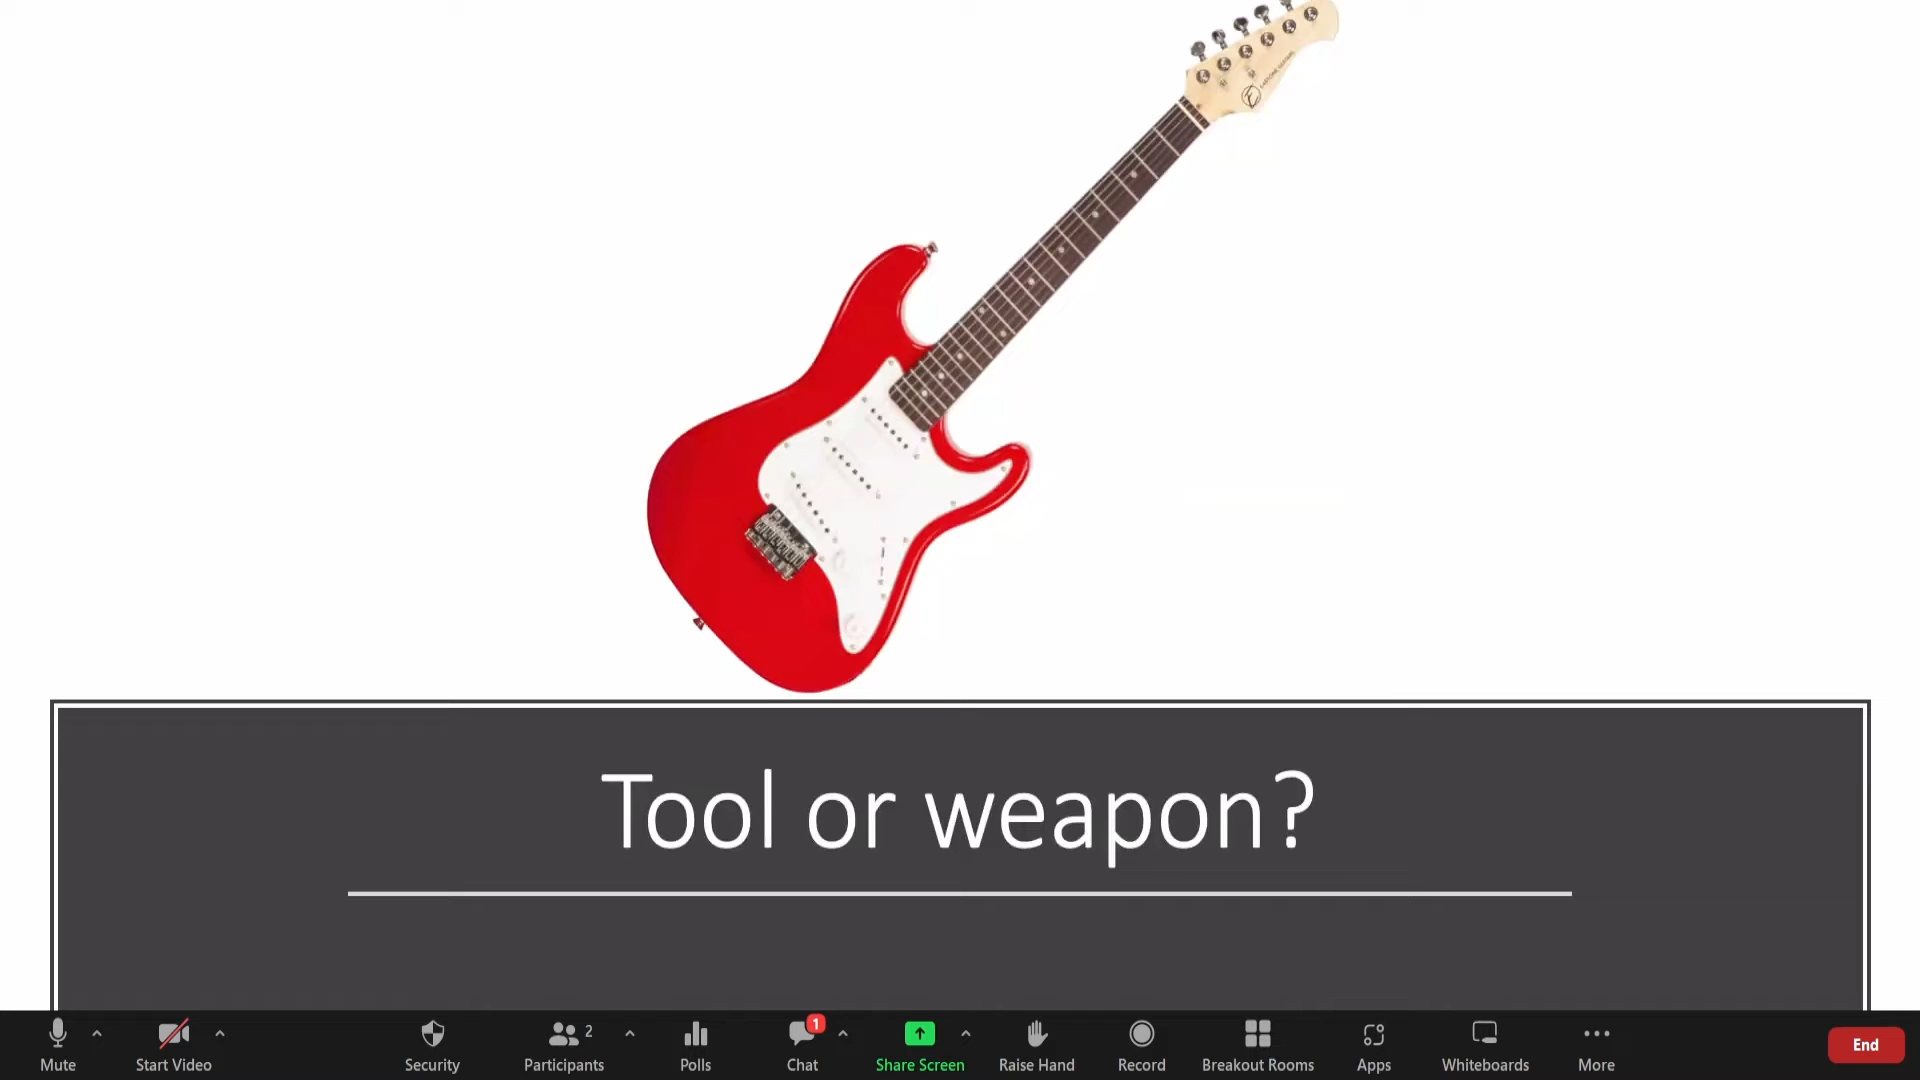 Tool or weapon?
2
1
Mute
Start Video
Security
Participants
Polls
Chat
Share Screen
Raise Hand
Record
Breakout Rooms
Apps
Whiteboards
More
End